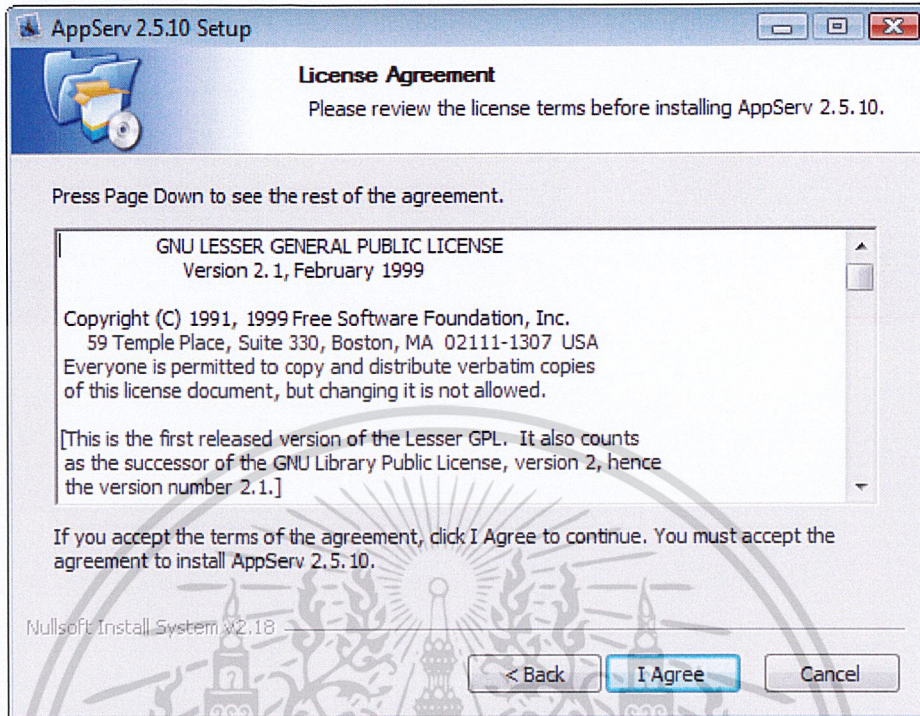 AppServ 2.5.10 Setup
License Agreement
Please review the license terms before installing AppServ 2.5.10.
Press Page Down to see the rest of the agreement.
GNU LESSER GENERAL PUBLIC LICENSE
Version 2.1, February 1999
Copyright (C) 1991, 1999 Free Software Foundation, Inc.
59 Temple Place, Suite 330, Boston, MA 02111-1307 USA
Everyone is permitted to copy and distribute verbatim copies
of this license document, but changing it is not allowed.
[This is the first released version of the Lesser GPL. It also counts
as the successor of the GNU Library Public License, version 2, hence
the version number 2.1.]
If you accept the terms of the agreement, click I Agree to continue. You must accept the
agreement to install AppServ 2.5.10.
Nullsoft Install System v2.18
< Back
I Agree
Cancel